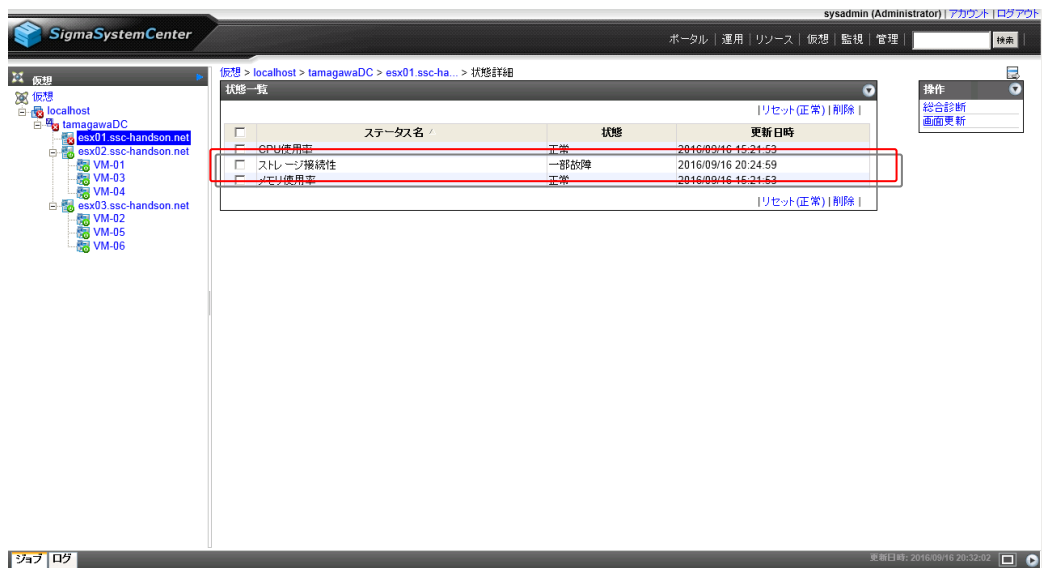 sysadmin (Administrator) | アカウント | ログアウト
SigmaSystemCenter
ポータル | 運用 | リソース | 仮想 | 監視 | 管理 | 検索 |
仮想
仮想
localhost
tamagawaDC
esx01.ssc-handson.net
esx02.ssc-handson.net
VM-01
VM-03
VM-04
esx03.ssc-handson.net
VM-02
VM-05
VM-06
仮想 > localhost > tamagawaDC > esx01.ssc-ha... > 状態詳細
状態一覧
| リセット(正常) | 削除 |
ステータス名 状態 更新日時
CPU使用率 正常 2016/09/16 15:21:53
ストレージ接続性 一部故障 2016/09/16 20:24:59
メモリ使用率 正常 2016/09/16 15:21:53
| リセット(正常) | 削除 |
操作
総合診断
画面更新
ジョブ ログ
更新日時: 2016/09/16 20:32:02